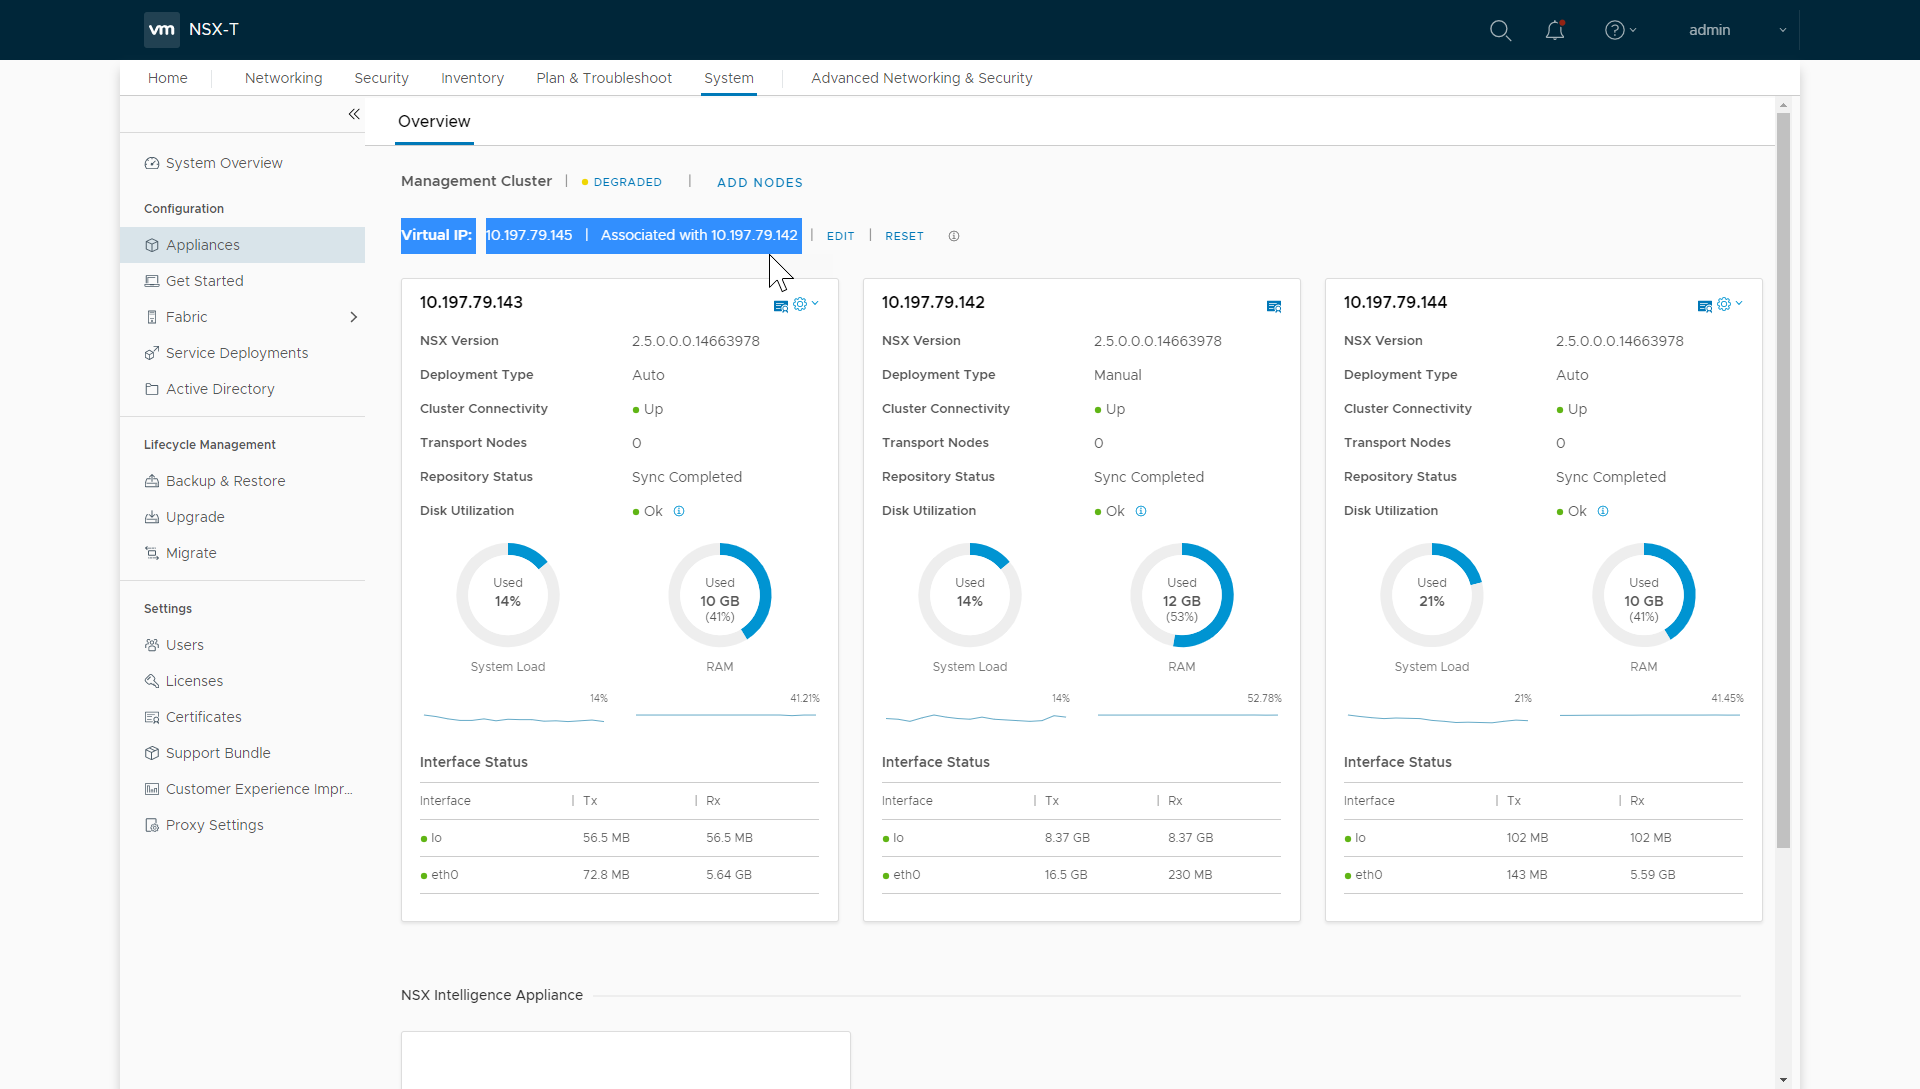 vm NSX-T
admin
Home Networking Security Inventory Plan & Troubleshoot System Advanced Networking & Security
Overview
System Overview
Configuration
Appliances
Get Started
Fabric
Service Deployments
Active Directory
Lifecycle Management
Backup & Restore
Upgrade
Migrate
Settings
Users
Licenses
Certificates
Support Bundle
Customer Experience Impr...
Proxy Settings
Management Cluster | DEGRADED | ADD NODES
Virtual IP: 10.197.79.145 | Associated with 10.197.79.142 | EDIT | RESET
10.197.79.143
NSX Version 2.5.0.0.0.14663978
Deployment Type Auto
Cluster Connectivity Up
Transport Nodes 0
Repository Status Sync Completed
Disk Utilization Ok
Used Used
14% 10 GB
(41%)
System Load RAM
14% 41.21%
Interface Status
Interface | Tx | Rx
lo 56.5 MB 56.5 MB
eth0 72.8 MB 5.64 GB
10.197.79.142
NSX Version 2.5.0.0.0.14663978
Deployment Type Manual
Cluster Connectivity Up
Transport Nodes 0
Repository Status Sync Completed
Disk Utilization Ok
Used Used
14% 12 GB
(53%)
System Load RAM
14% 52.78%
Interface Status
Interface | Tx | Rx
lo 8.37 GB 8.37 GB
eth0 16.5 GB 230 MB
10.197.79.144
NSX Version 2.5.0.0.0.14663978
Deployment Type Auto
Cluster Connectivity Up
Transport Nodes 0
Repository Status Sync Completed
Disk Utilization Ok
Used Used
21% 10 GB
(41%)
System Load RAM
21% 41.45%
Interface Status
Interface | Tx | Rx
lo 102 MB 102 MB
eth0 143 MB 5.59 GB
NSX Intelligence Appliance